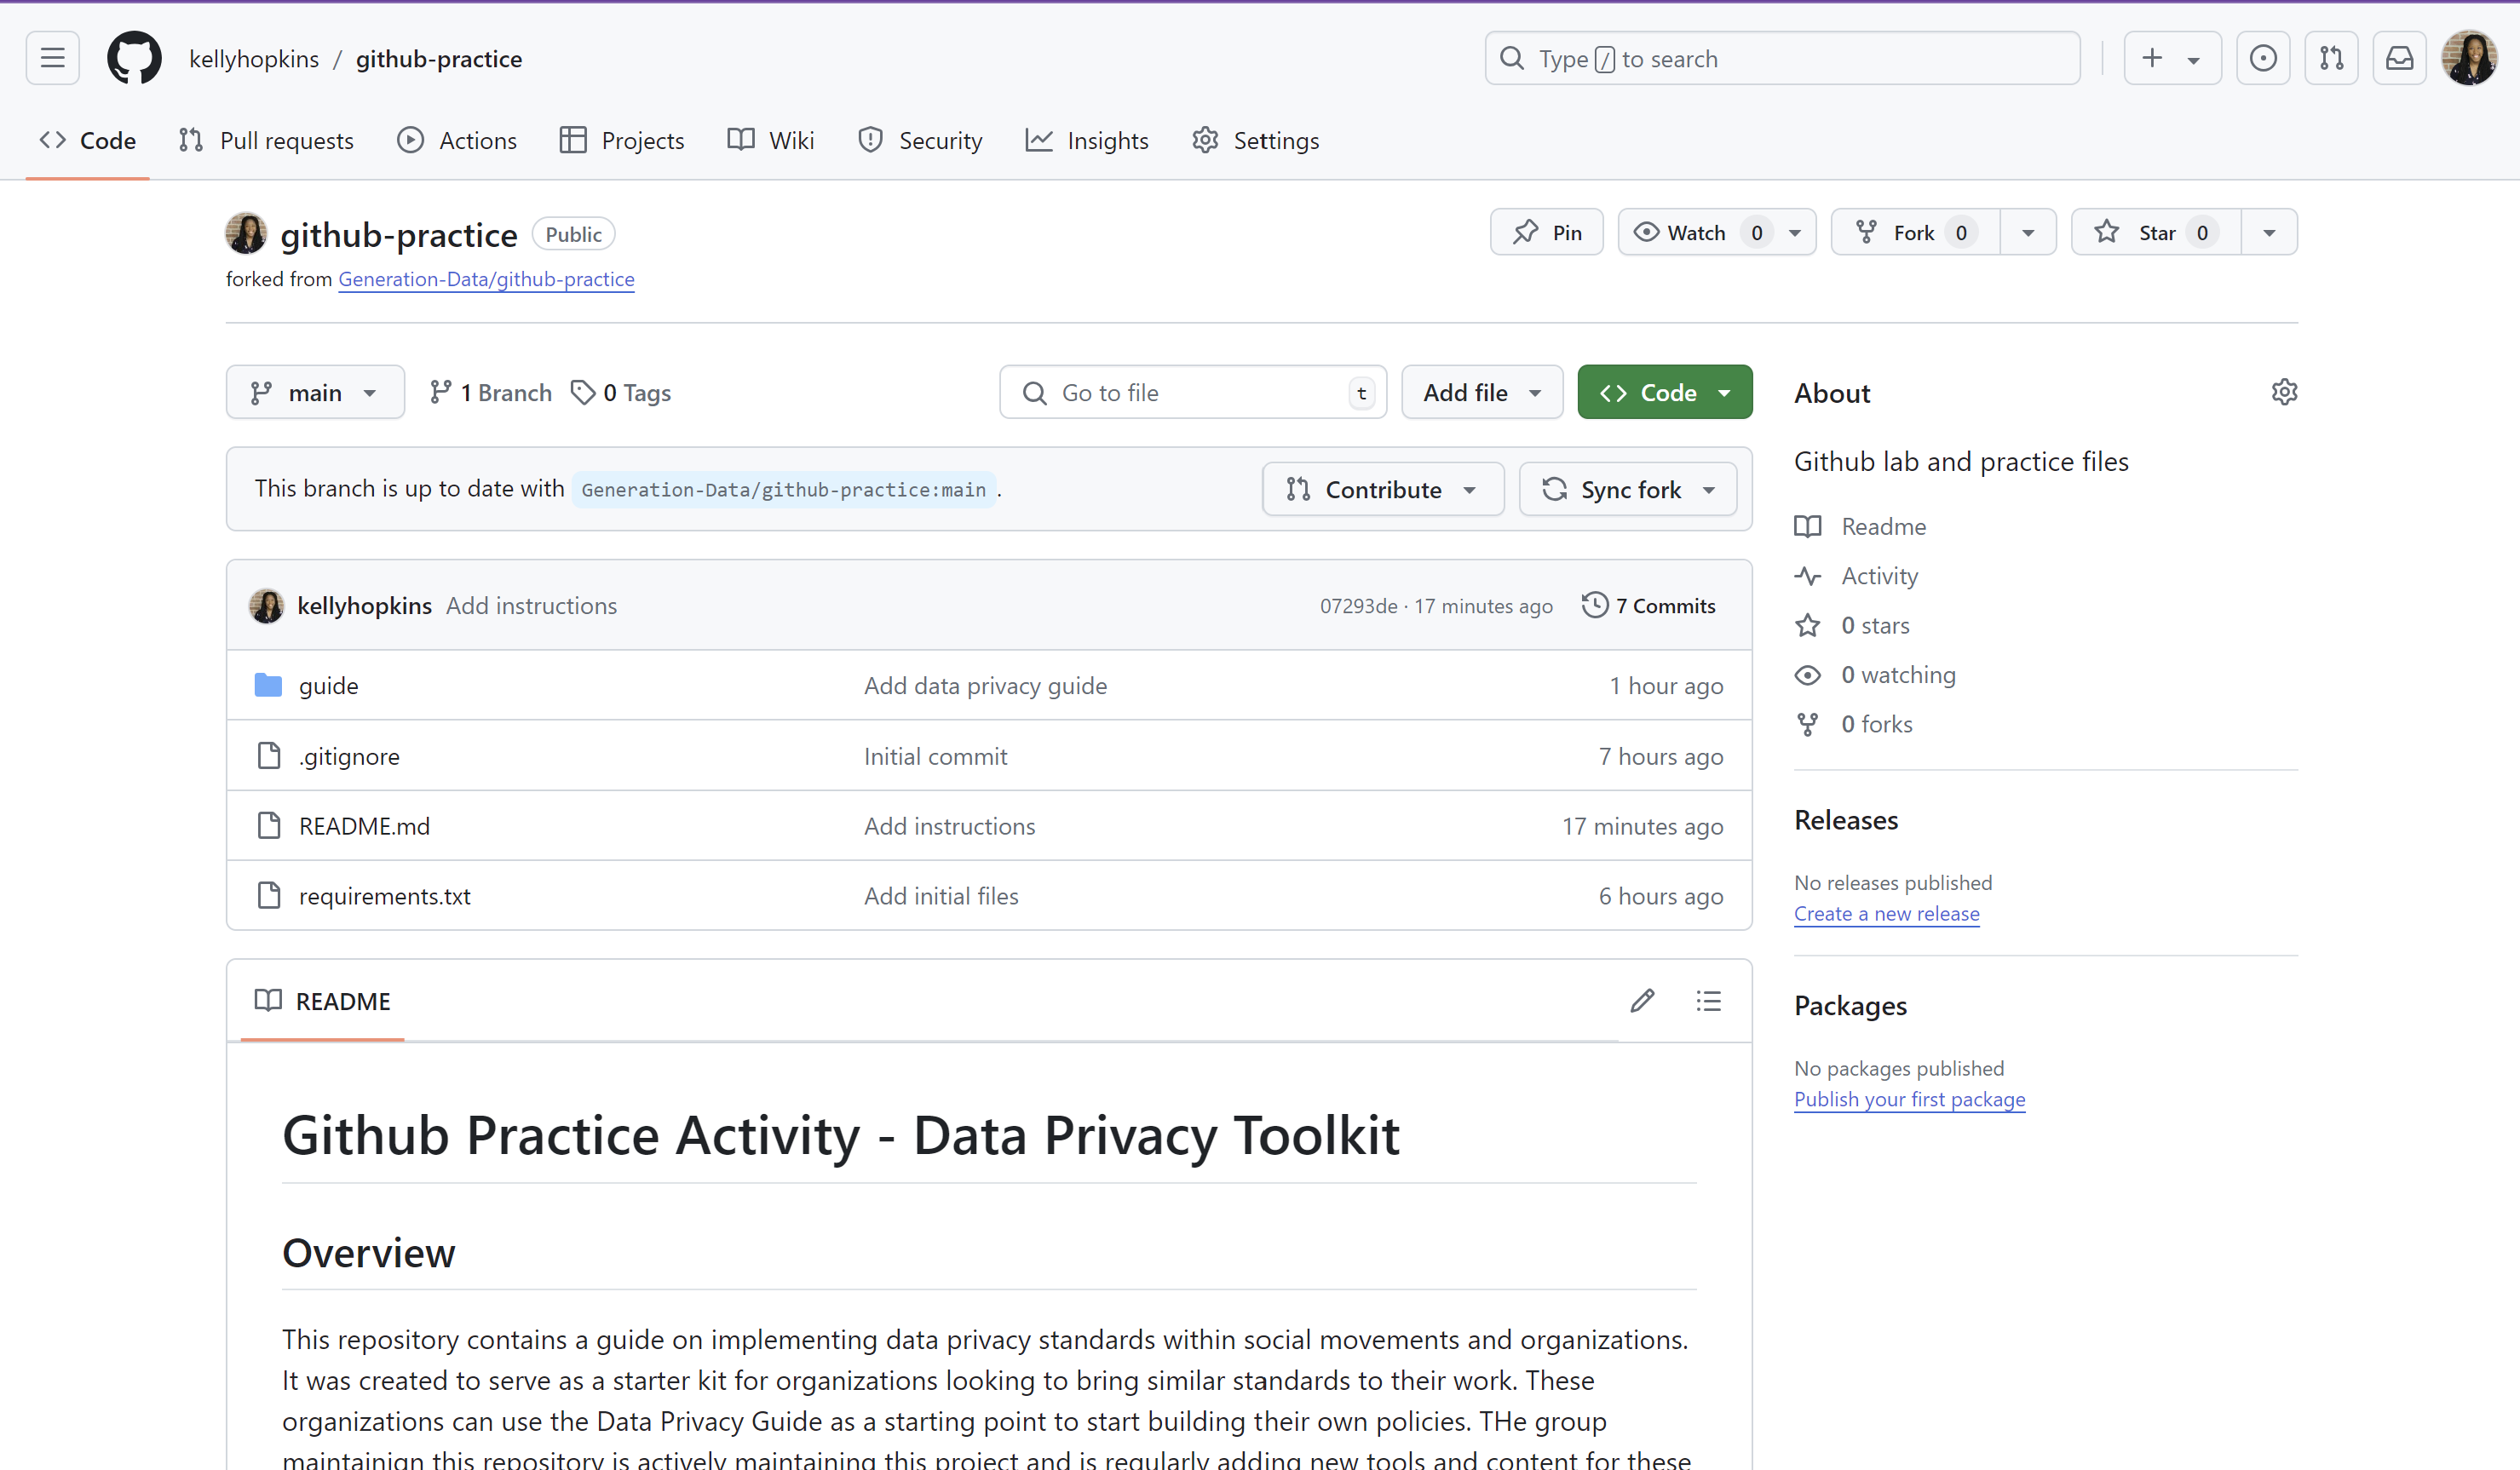 kellyhopkins / github-practice
Type / to search
Code Pull requests Actions Projects Wiki Security Insights Settings
github-practice Public
Pin Watch 0 Fork 0 Star 0
forked from Generation-Data/github-practice
main 1 Branch 0 Tags Go to file t Add file Code
This branch is up to date with Generation-Data/github-practice:main .
Contribute Sync fork
kellyhopkins Add instructions 07293de · 17 minutes ago 7 Commits
guide Add data privacy guide 1 hour ago
.gitignore Initial commit 7 hours ago
README.md Add instructions 17 minutes ago
requirements.txt Add initial files 6 hours ago
README
Github Practice Activity - Data Privacy Toolkit
Overview
This repository contains a guide on implementing data privacy standards within social movements and organizations.
It was created to serve as a starter kit for organizations looking to bring similar standards to their work. These
organizations can use the Data Privacy Guide as a starting point to start building their own policies. THe group
maintainign this repository is actively maintaining this project and is regularly adding new tools and content for these
About
Github lab and practice files
Readme
Activity
0 stars
0 watching
0 forks
Releases
No releases published
Create a new release
Packages
No packages published
Publish your first package